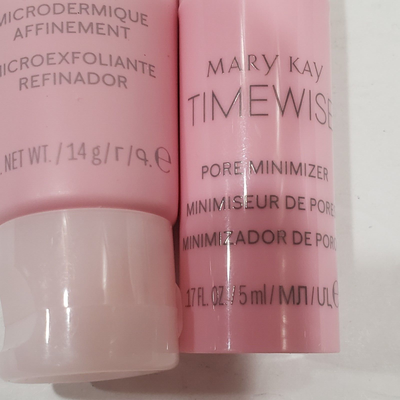 MICRODERMIQUE
AFFINEMENT
MICROEXFOLIANTE
REFINADOR
NET WT. / 14 g/г/գ. ℮
MARY KAY
TIMEWISE
PORE MINIMIZER
MINIMISEUR DE PORES
MINIMIZADOR DE POROS
.17 FL. OZ. / 5 ml / МЛ / ՄԼ ℮